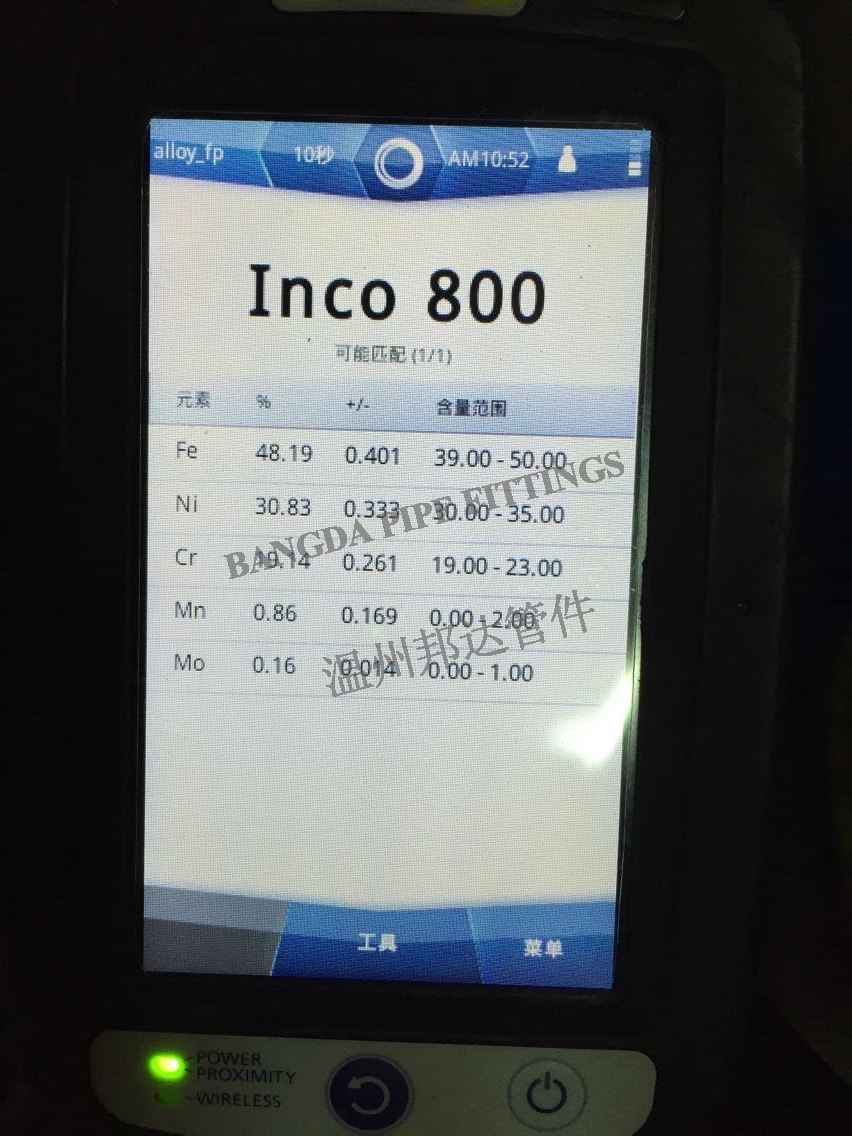 alloy_fp 10秒 AM10:52
Inco 800
可能匹配 (1/1)
元素 % +/- 含量范围
Fe 48.19 0.401 39.00 - 50.00
Ni 30.83 0.333 30.00 - 35.00
Cr 19.14 0.261 19.00 - 23.00
Mn 0.86 0.169 0.00 - 2.00
Mo 0.16 0.014 0.00 - 1.00
BANGDA PIPE FITTINGS
温州邦达管件
工具 菜单
POWER
PROXIMITY
WIRELESS